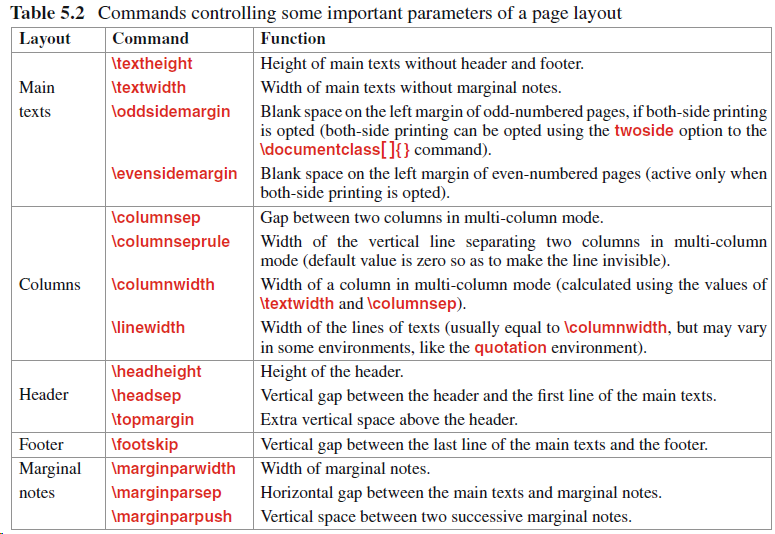 Table 5.2 Commands controlling some important parameters of a page layout
Layout Command Function
\textheight Height of main texts without header and footer.
Main \textwidth Width of main texts without marginal notes.
texts \oddsidemargin Blank space on the left margin of odd-numbered pages, if both-side printing
is opted (both-side printing can be opted using the twoside option to the
\documentclass[ ]{ } command).
\evensidemargin Blank space on the left margin of even-numbered pages (active only when
both-side printing is opted).
\columnsep Gap between two columns in multi-column mode.
\columnseprule Width of the vertical line separating two columns in multi-column
mode (default value is zero so as to make the line invisible).
Columns \columnwidth Width of a column in multi-column mode (calculated using the values of
\textwidth and \columnsep).
\linewidth Width of the lines of texts (usually equal to \columnwidth, but may vary
in some environments, like the quotation environment).
\headheight Height of the header.
Header \headsep Vertical gap between the header and the first line of the main texts.
\topmargin Extra vertical space above the header.
Footer \footskip Vertical gap between the last line of the main texts and the footer.
Marginal \marginparwidth Width of marginal notes.
notes \marginparsep Horizontal gap between the main texts and marginal notes.
\marginparpush Vertical space between two successive marginal notes.